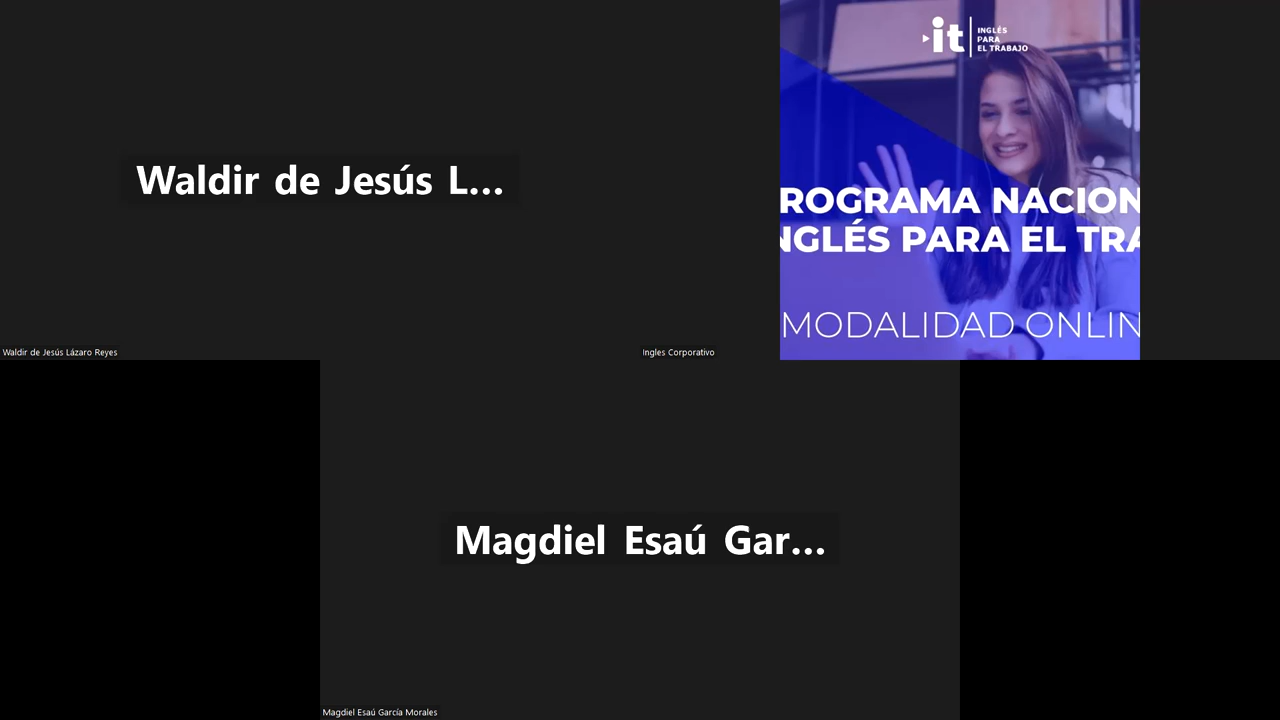 Waldir de Jesús L...
Waldir de Jesús Lázaro Reyes
it
INGLÉS
PARA
EL TRABAJO
ROGRAMA NACION
NGLÉS PARA EL TRA
MODALIDAD ONLIN
Ingles Corporativo
Magdiel Esaú Gar...
Magdiel Esaú García Morales